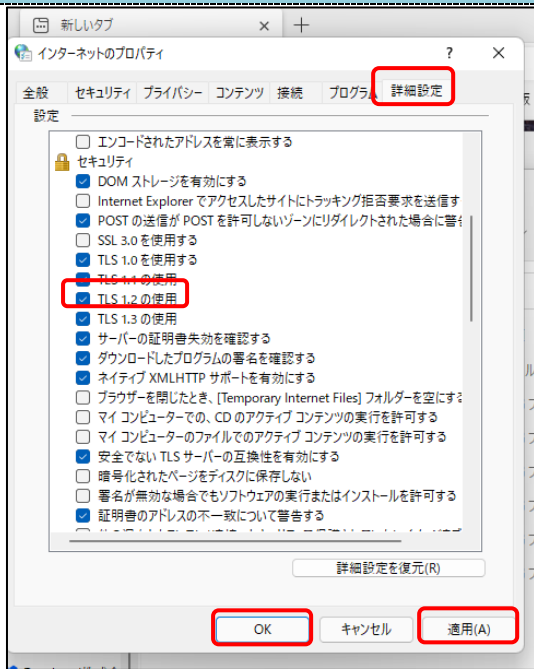 新しいタブ × +
インターネットのプロパティ ? ×
全般 セキュリティ プライバシー コンテンツ 接続 プログラム 詳細設定
設定
エンコードされたアドレスを常に表示する
セキュリティ
DOM ストレージを有効にする
Internet Explorer でアクセスしたサイトにトラッキング拒否要求を送信す
POST の送信が POST を許可しないゾーンにリダイレクトされた場合に警告
SSL 3.0 を使用する
TLS 1.0 を使用する
TLS 1.1 の使用
TLS 1.2 の使用
TLS 1.3 の使用
サーバーの証明書失効を確認する
ダウンロードしたプログラムの署名を確認する
ネイティブ XMLHTTP サポートを有効にする
ブラウザーを閉じたとき、[Temporary Internet Files] フォルダーを空にする
マイ コンピューターでの、CD のアクティブ コンテンツの実行を許可する
マイ コンピューターのファイルでのアクティブ コンテンツの実行を許可する
安全でない TLS サーバーの互換性を有効にする
暗号化されたページをディスクに保存しない
署名が無効な場合でもソフトウェアの実行またはインストールを許可する
証明書のアドレスの不一致について警告する
詳細設定を復元(R)
OK キャンセル 適用(A)